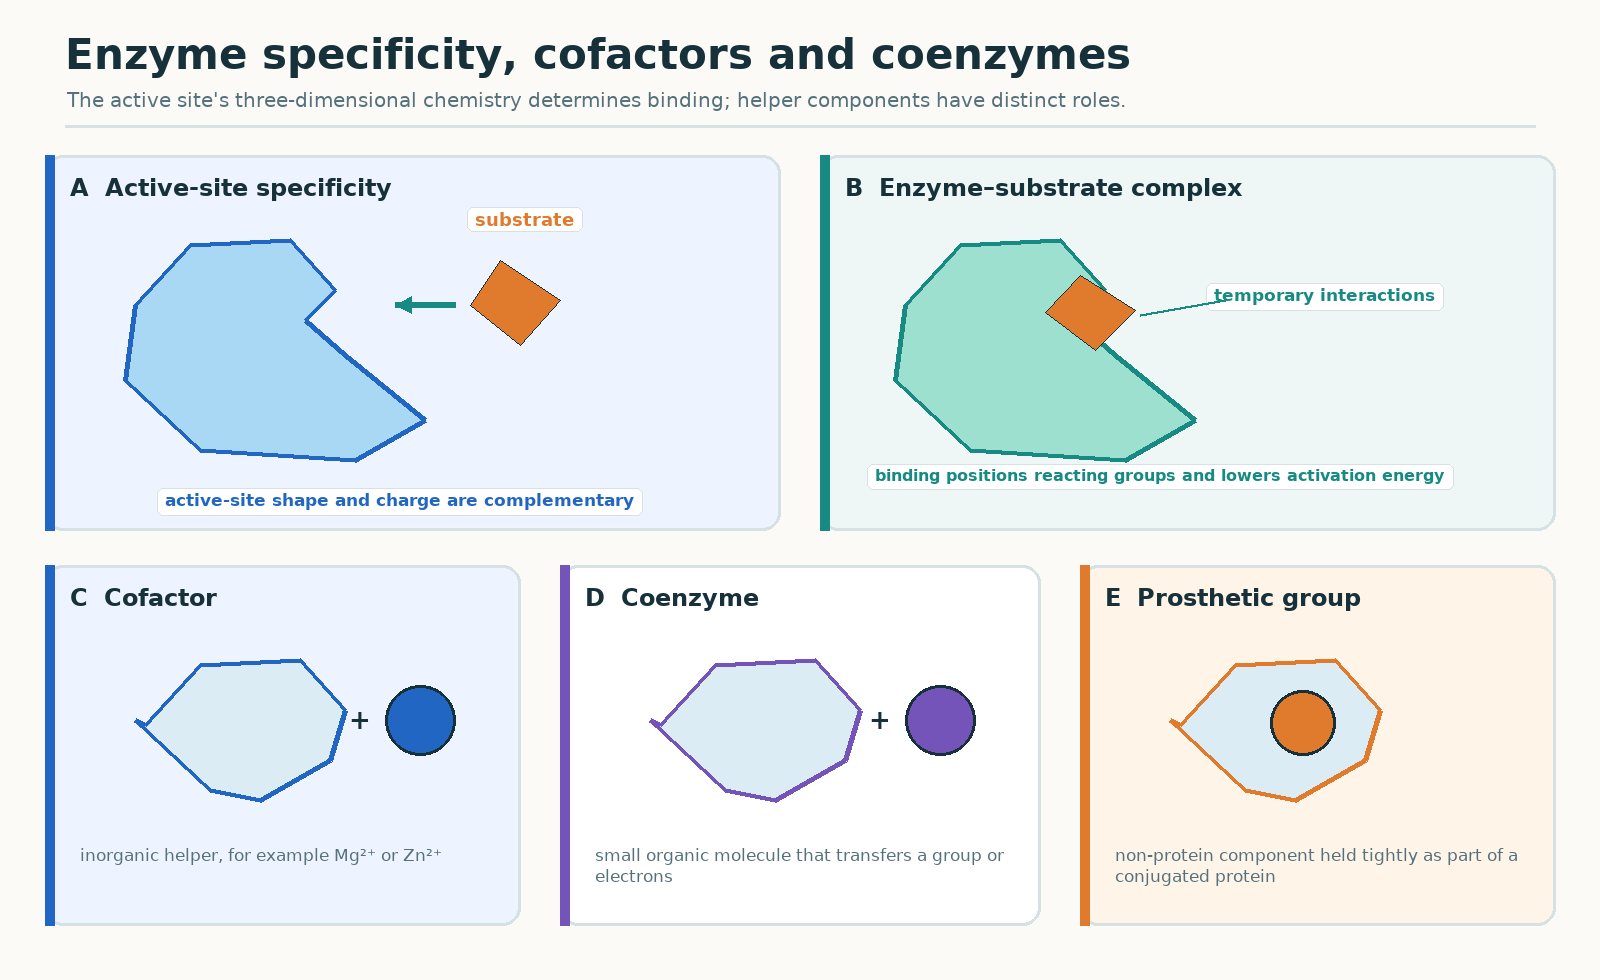 Enzyme specificity, cofactors and coenzymes
The active site's three-dimensional chemistry determines binding; helper components have distinct roles.
A Active-site specificity
substrate
active-site shape and charge are complementary
B Enzyme–substrate complex
temporary interactions
binding positions reacting groups and lowers activation energy
C Cofactor
+
inorganic helper, for example Mg²⁺ or Zn²⁺
D Coenzyme
+
small organic molecule that transfers a group or
electrons
E Prosthetic group
non-protein component held tightly as part of a
conjugated protein